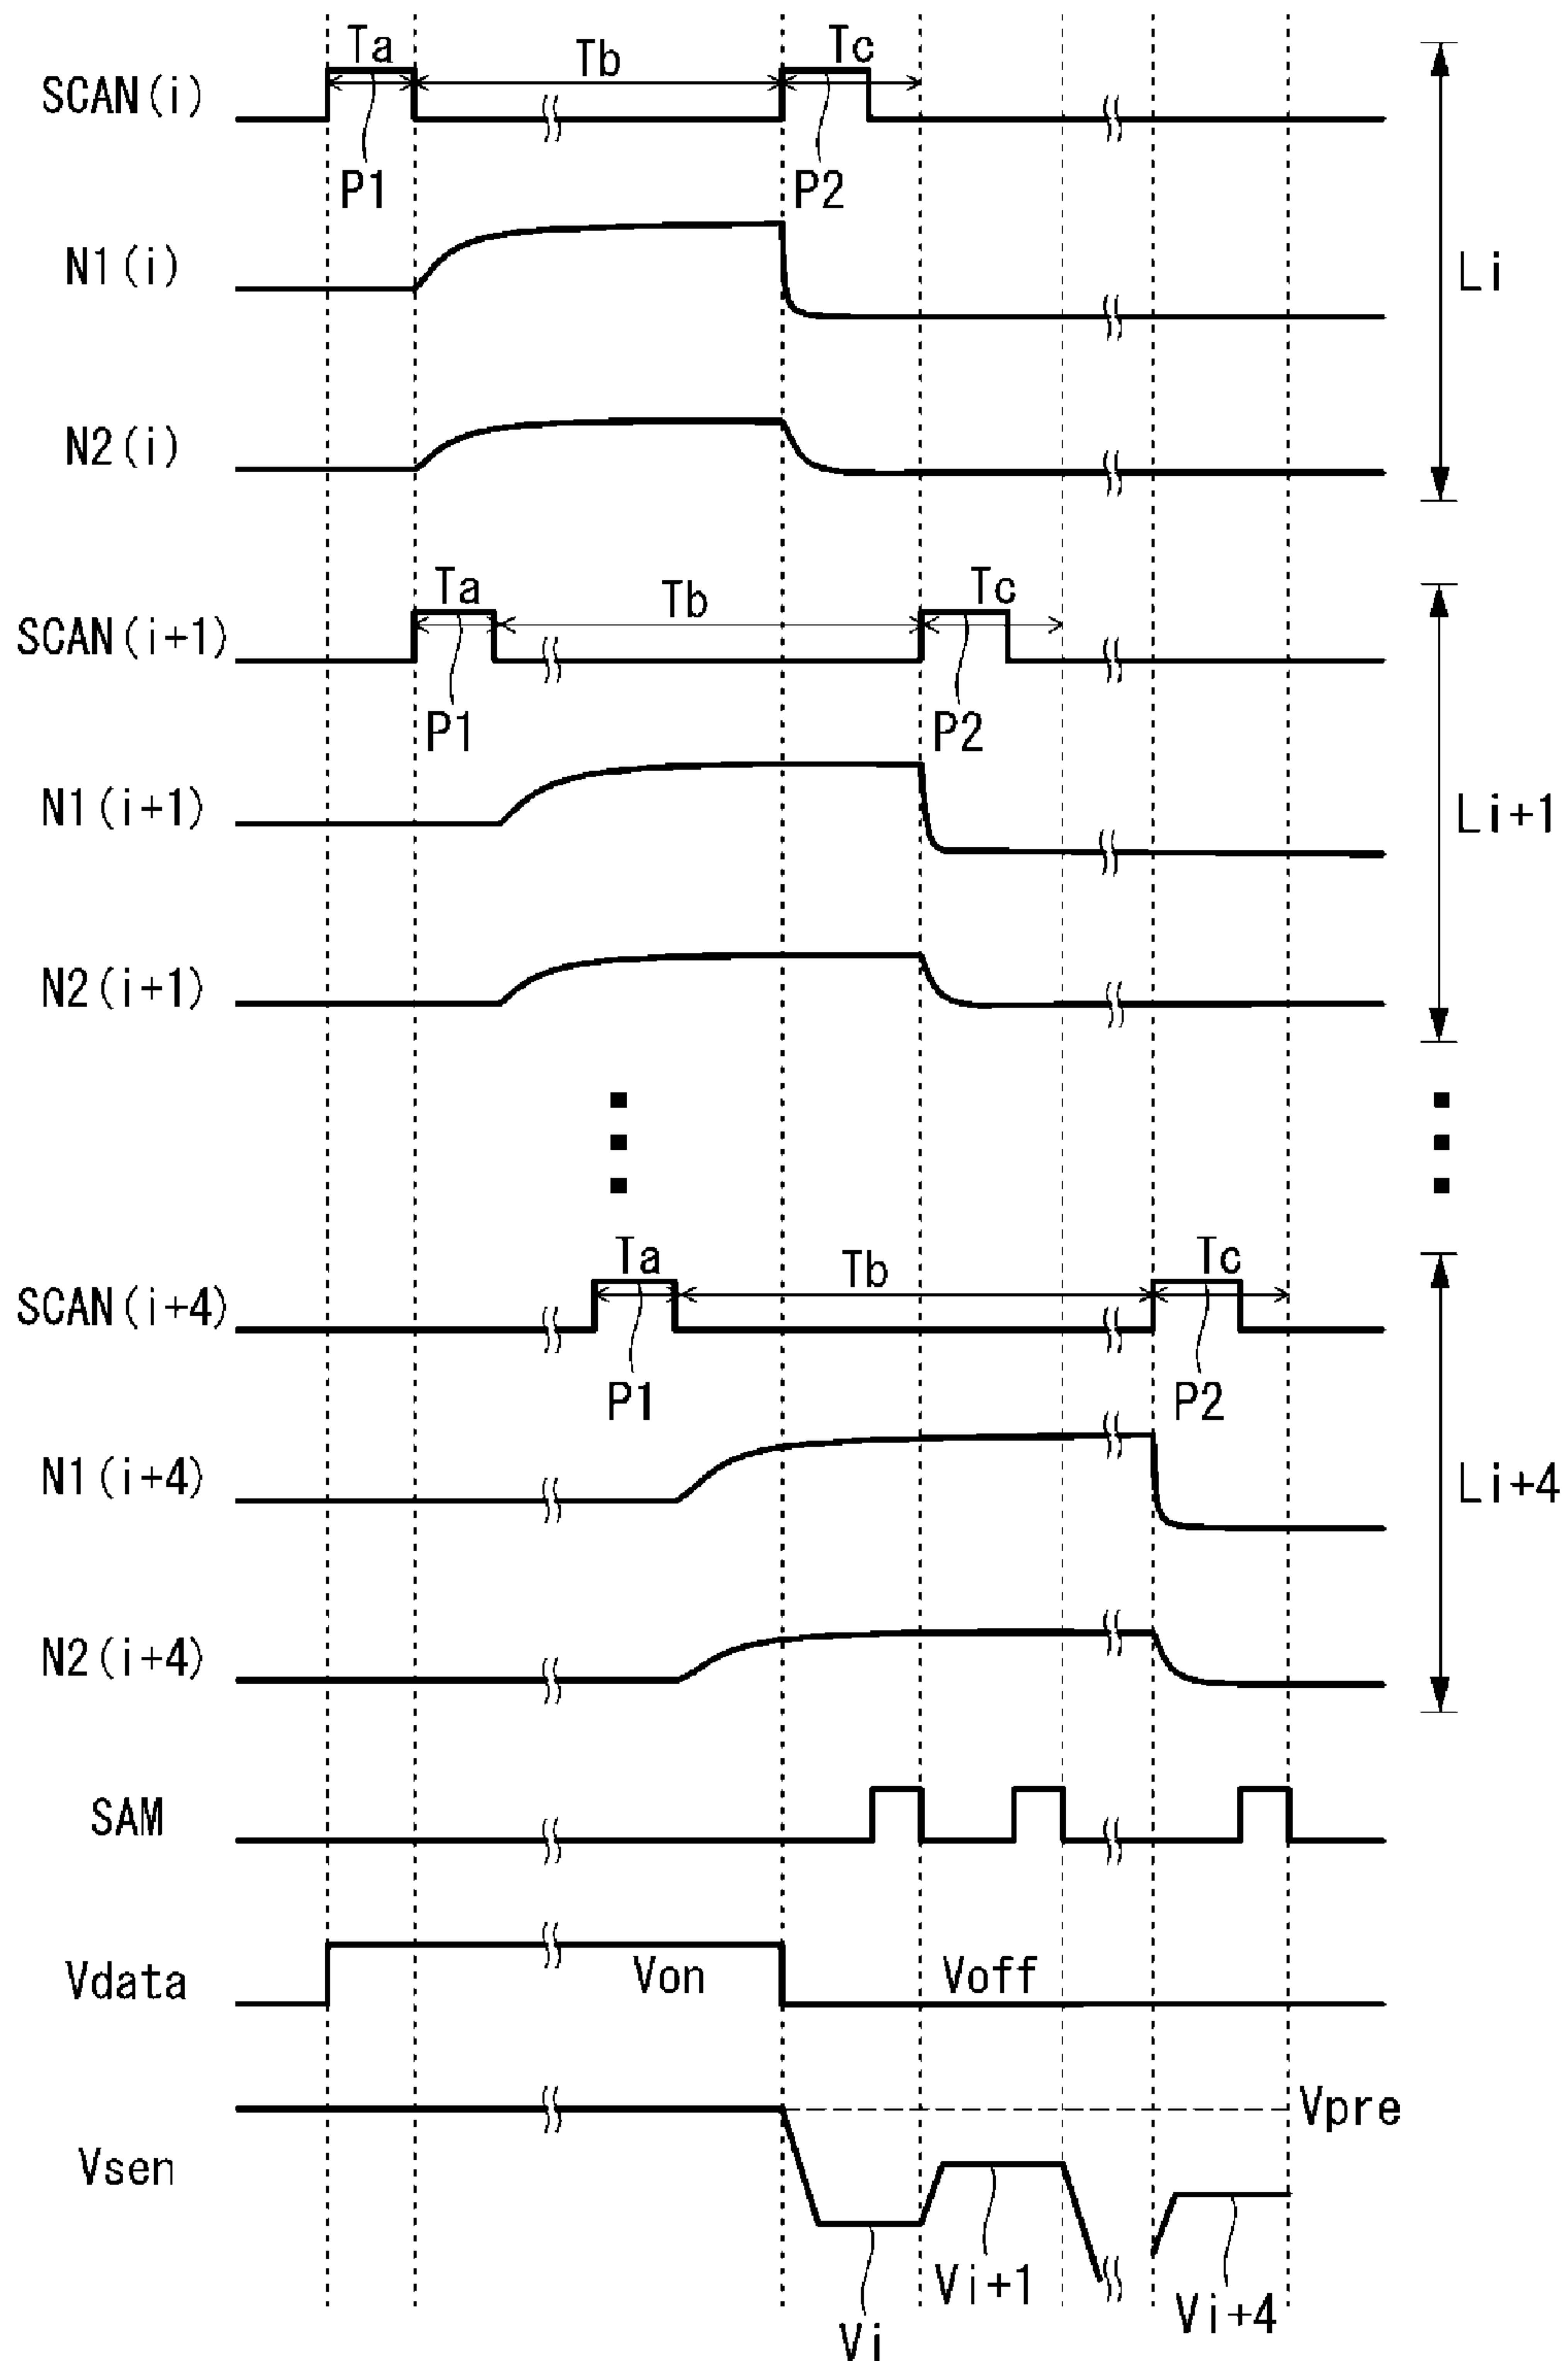 Ta
Tb
Tc
SCAN(i)
P1
P2
N1(i)
Li
N2(i)
Ta
Tb
Tc
SCAN(i+1)
P1
P2
N1(i+1)
Li+1
N2(i+1)
Ta
Tb
Tc
SCAN(i+4)
P1
P2
N1(i+4)
Li+4
N2(i+4)
SAM
Vdata
Von
Voff
Vpre
Vsen
Vi+1
Vi+4
Vi